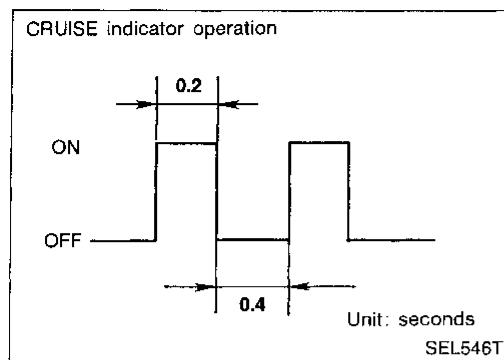 CRUISE indicator operation
0.2
ON
OFF
0.4
Unit: seconds
SEL546T